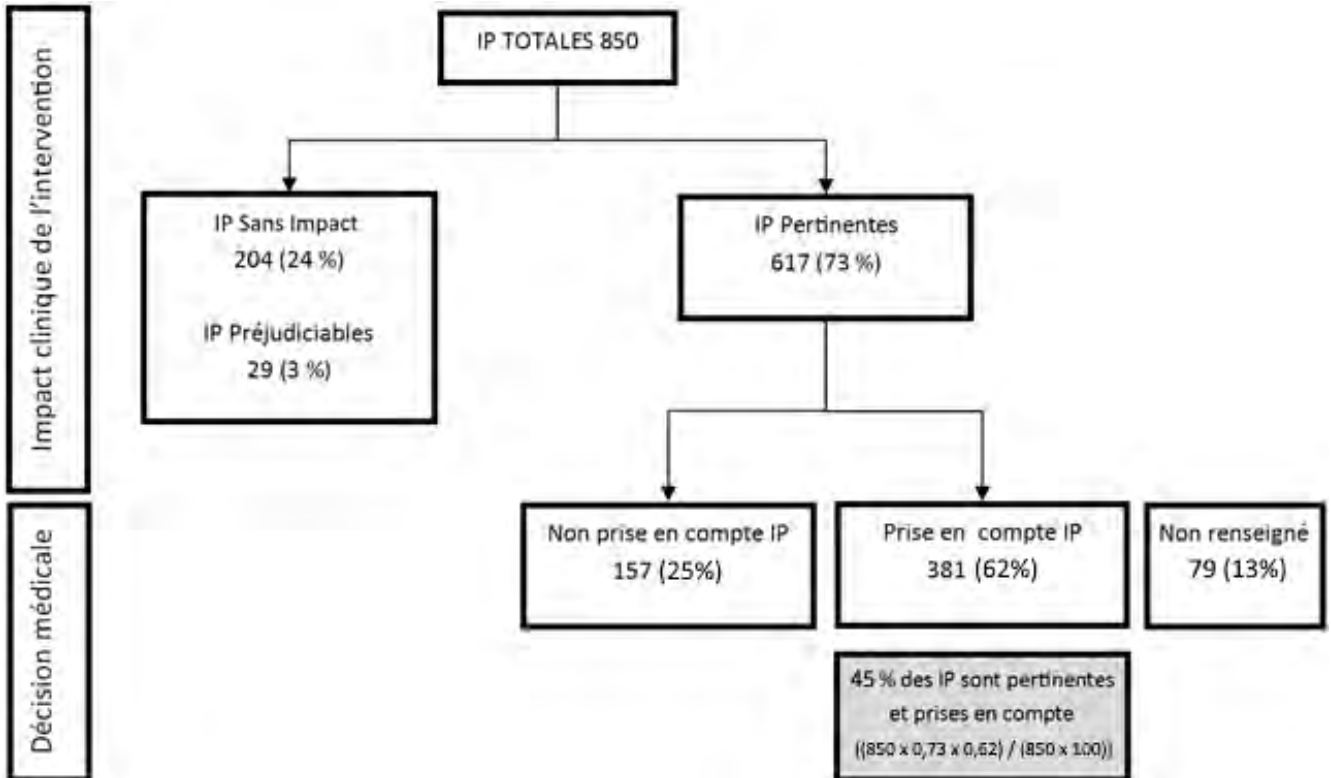 Impact clinique de l'intervention
IP TOTALES 850
IP Sans Impact
204 (24 %)
IP Préjudiciables
29 (3 %)
IP Pertinentes
617 (73 %)
Décision médicale
Non prise en compte IP
157 (25%)
Prise en compte IP
381 (62%)
Non renseigné
79 (13%)
45 % des IP sont pertinentes
et prises en compte
((850 x 0,73 x 0,62) / (850 x 100))